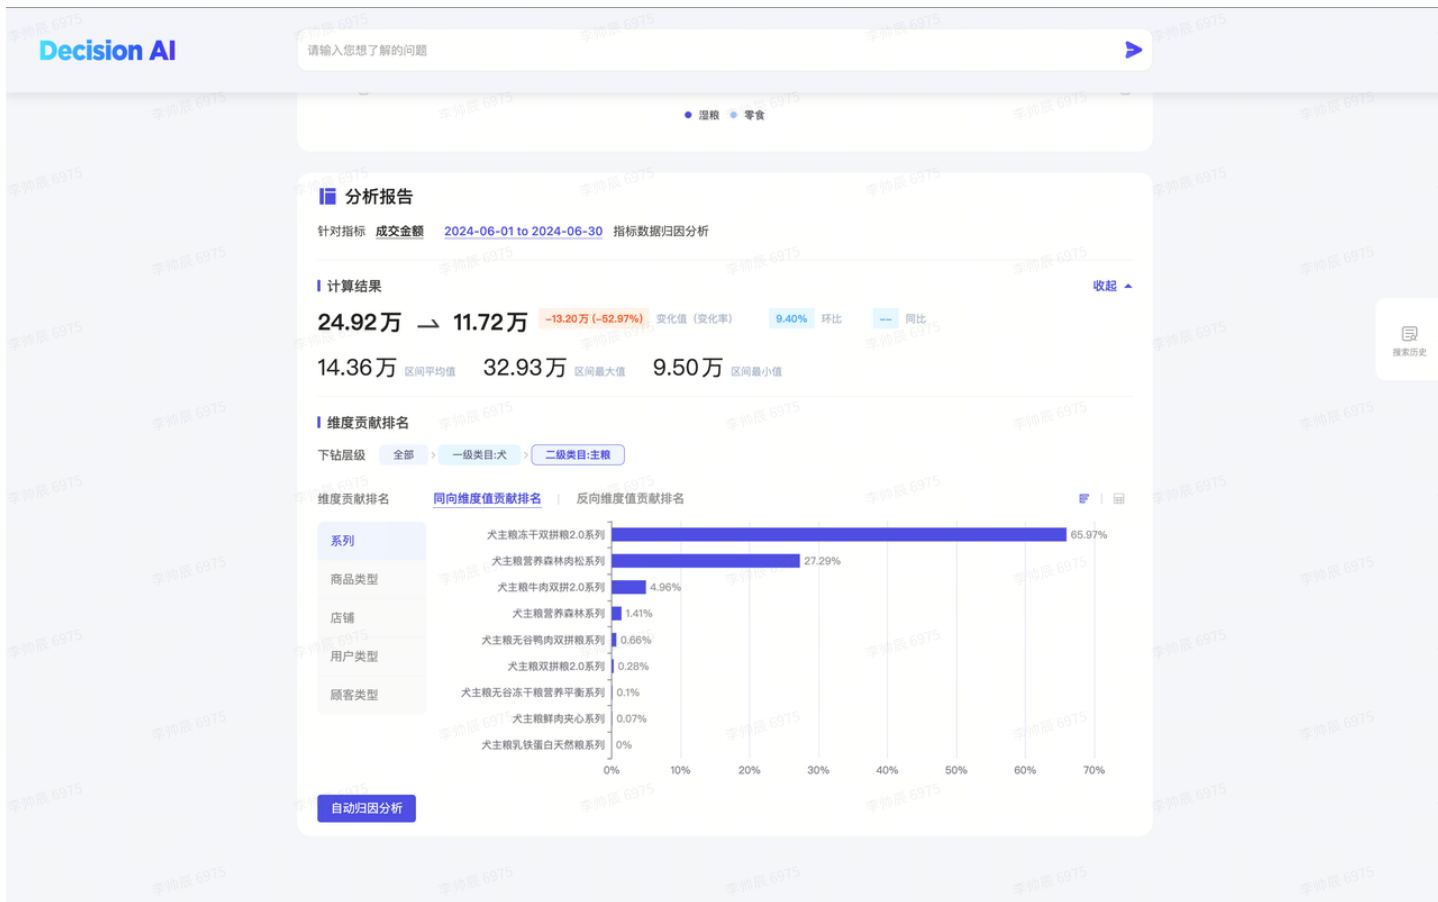 Decision AI
请输入您想了解的问题
湿粮 零食
分析报告
针对指标 成交金额 2024-06-01 to 2024-06-30 指标数据归因分析
计算结果 收起
24.92万 → 11.72万 -13.20万 (-52.97%) 变化值（变化率） 9.40% 环比 -- 同比
14.36万 区间平均值 32.93万 区间最大值 9.50万 区间最小值
维度贡献排名
下钻层级 全部 > 一级类目:犬 > 二级类目:主粮
维度贡献排名 同向维度值贡献排名 | 反向维度值贡献排名
系列
商品类型
店铺
用户类型
顾客类型
犬主粮冻干双拼粮2.0系列 65.97%
犬主粮营养森林肉松系列 27.29%
犬主粮牛肉双拼2.0系列 4.96%
犬主粮营养森林系列 1.41%
犬主粮无谷鸭肉双拼粮系列 0.66%
犬主粮双拼粮2.0系列 0.28%
犬主粮无谷冻干粮营养平衡系列 0.1%
犬主粮鲜肉夹心系列 0.07%
犬主粮乳铁蛋白天然粮系列 0%
0% 10% 20% 30% 40% 50% 60% 70%
自动归因分析
搜索历史
李帅辰 6975